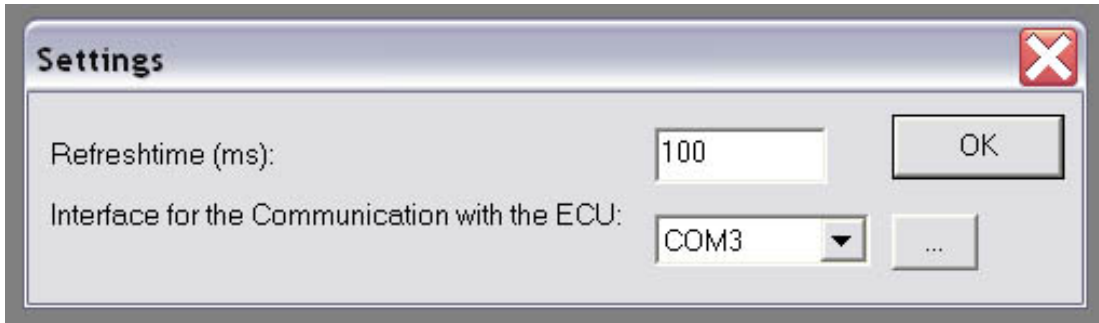 Settings
Refreshtime (ms):
100
OK
Interface for the Communication with the ECU:
COM3
...